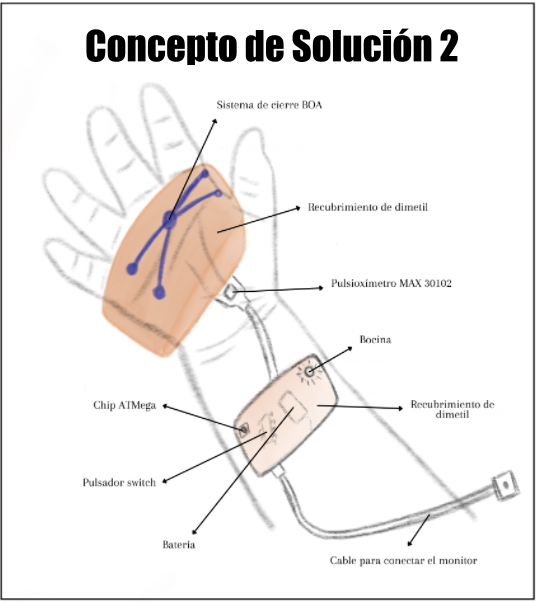 Concepto de Solución 2
Sistema de cierre BOA
Recubrimiento de dimetil
Pulsioxímetro MAX 30102
Bocina
Chip ATMega
Recubrimiento de
dimetil
Pulsador switch
Batería
Cable para conectar el monitor